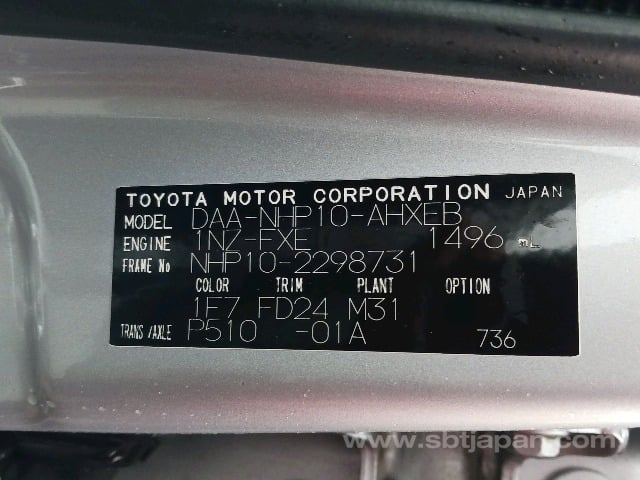 TOYOTA MOTOR CORPORATION JAPAN
MODEL DAA-NHP10-AHXEB
ENGINE 1NZ-FXE 1496 mL
FRAME No NHP10-2298731
COLOR TRIM PLANT OPTION
1F7 FD24 M31
TRANS/AXLE P510 -01A 736
www.sbtjapan.com